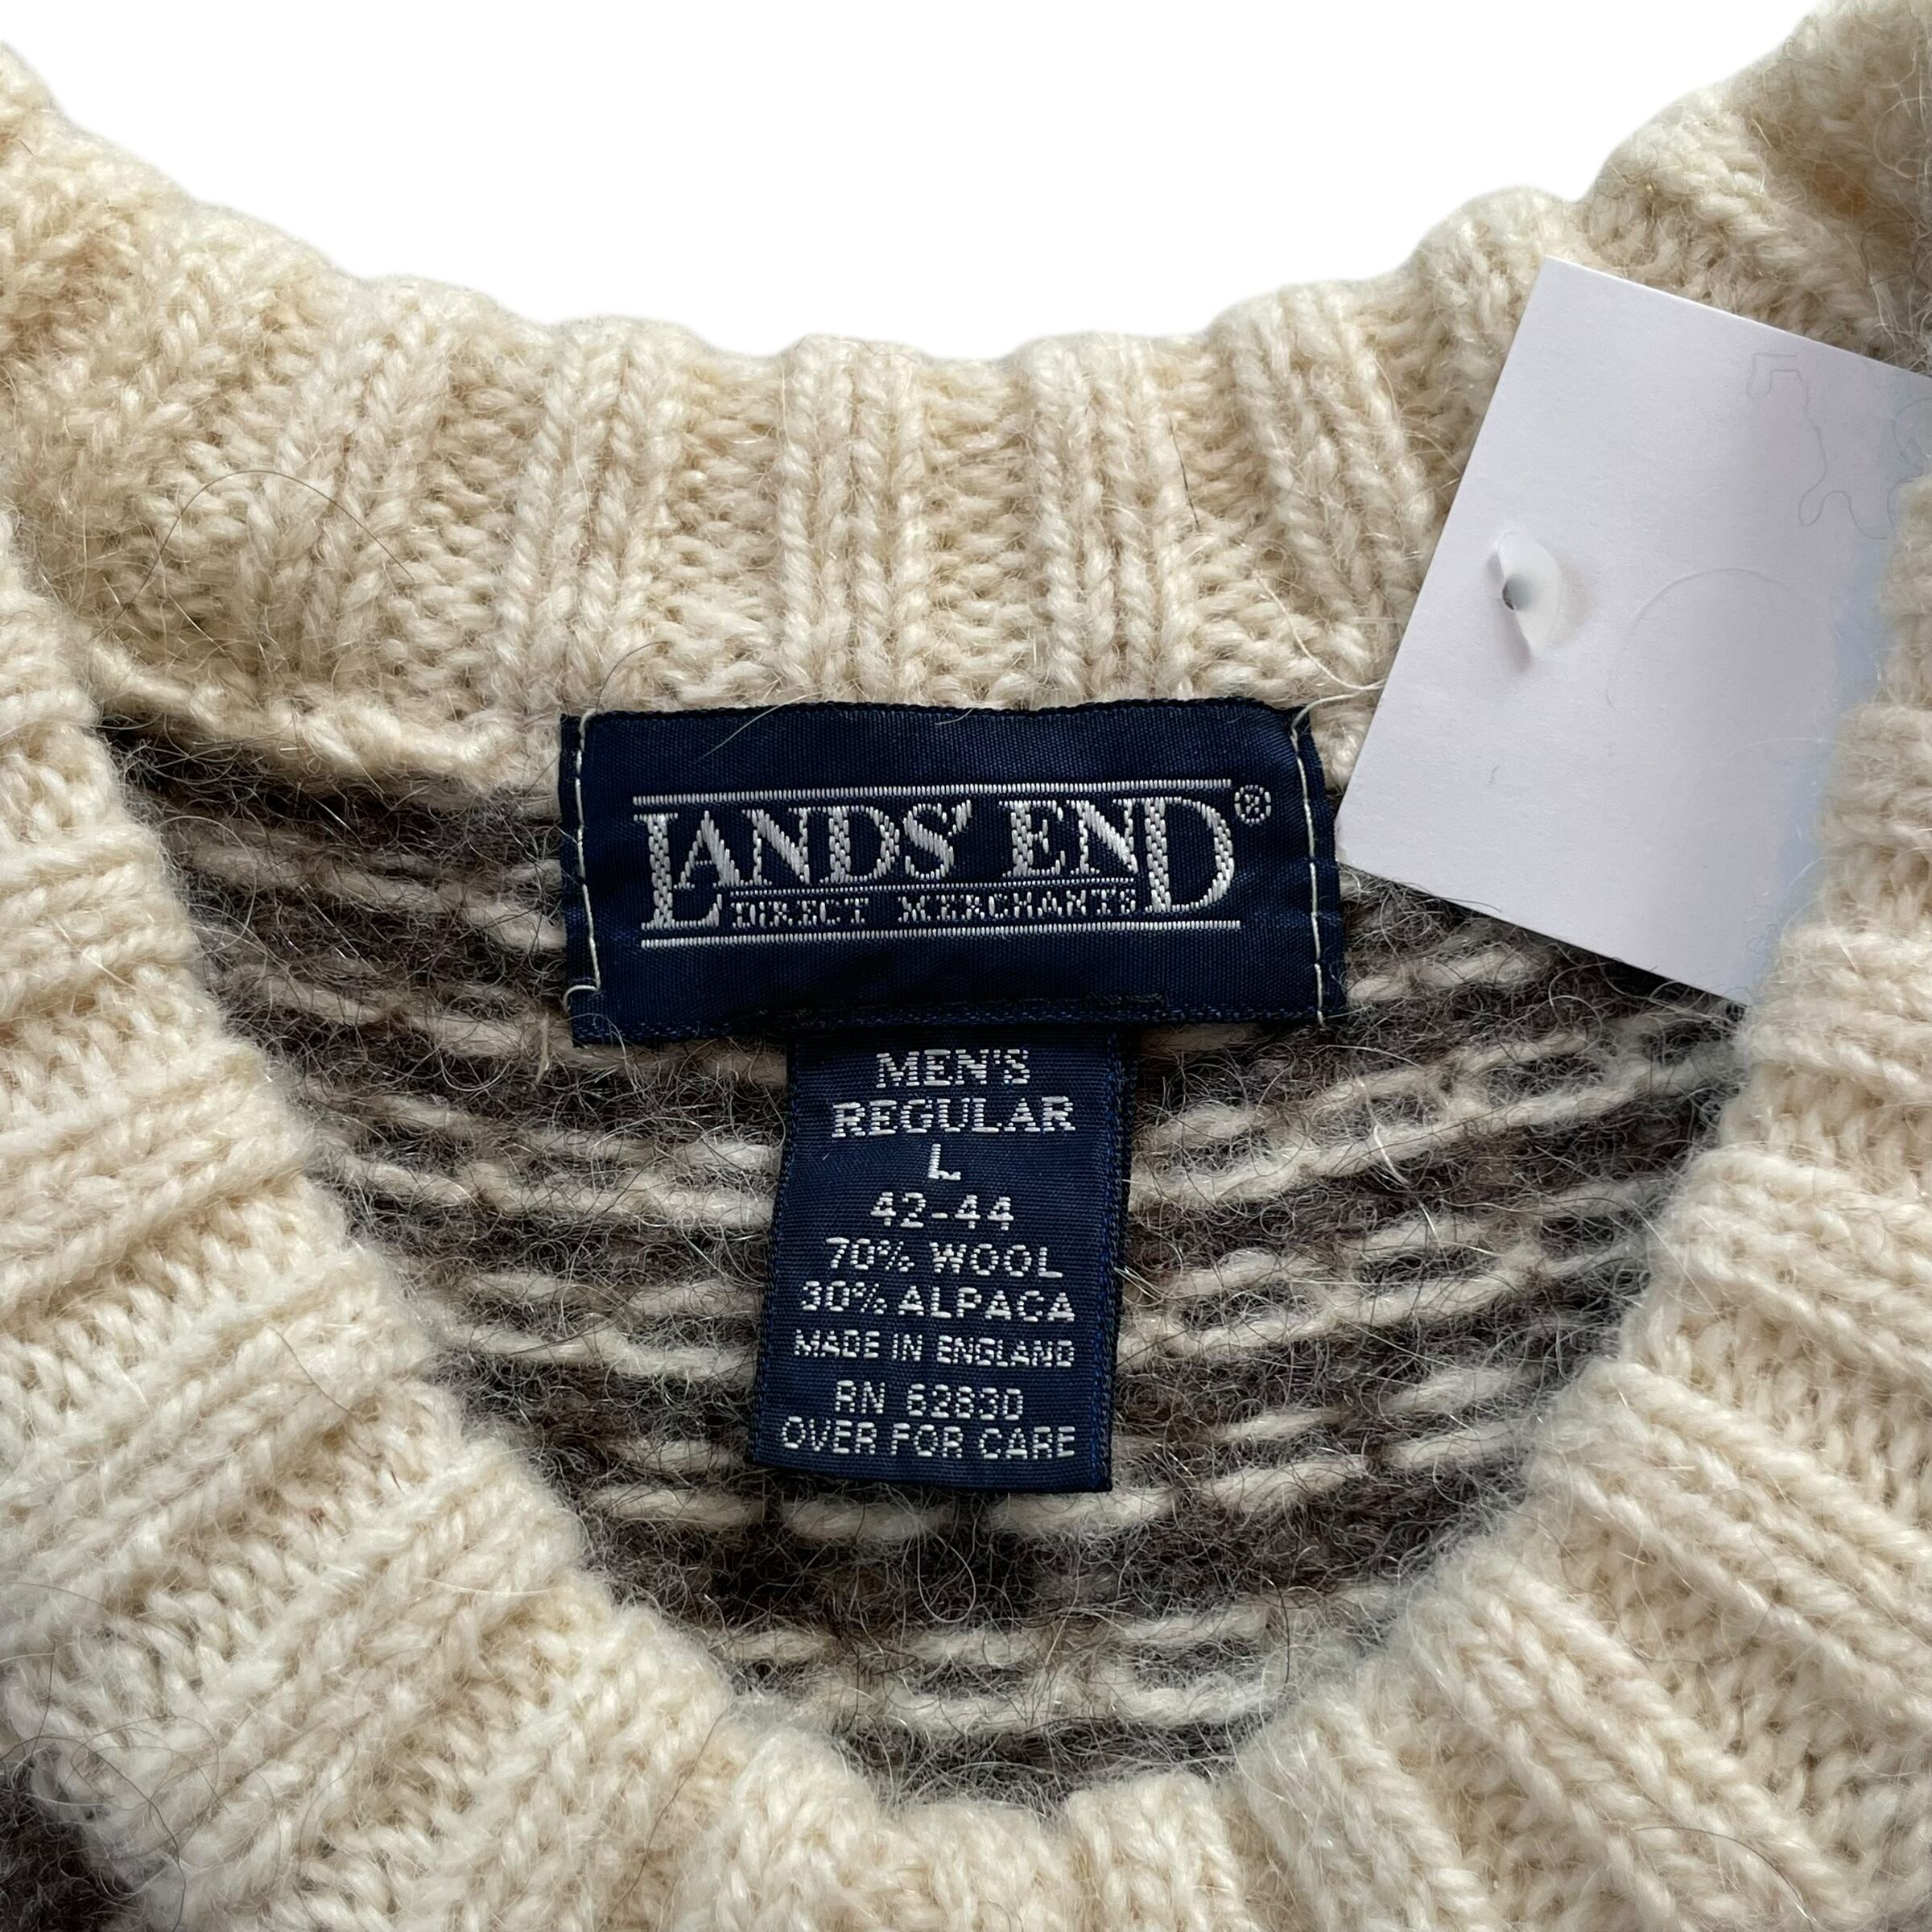 LANDS' END®
DIRECT MERCHANTS
MEN'S
REGULAR
L
42-44
70% WOOL
30% ALPACA
MADE IN ENGLAND
RN 62830
OVER FOR CARE